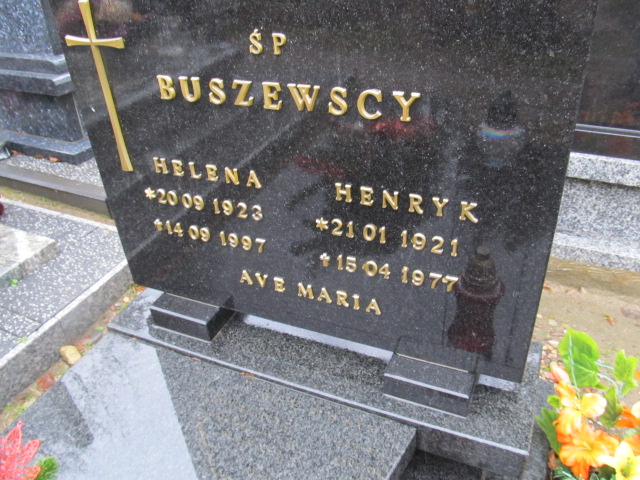 ŚP
BUSZEWSCY
HELENA
*20 09 1923
+14 09 1997
HENRYK
*21 01 1921
+15 04 1977
AVE MARIA